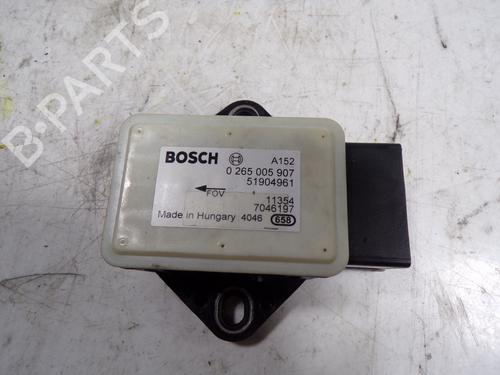 B-PARTS
BOSCH A152
0 265 005 907
51904961
FOV
11354
7046197
Made in Hungary 4046 658